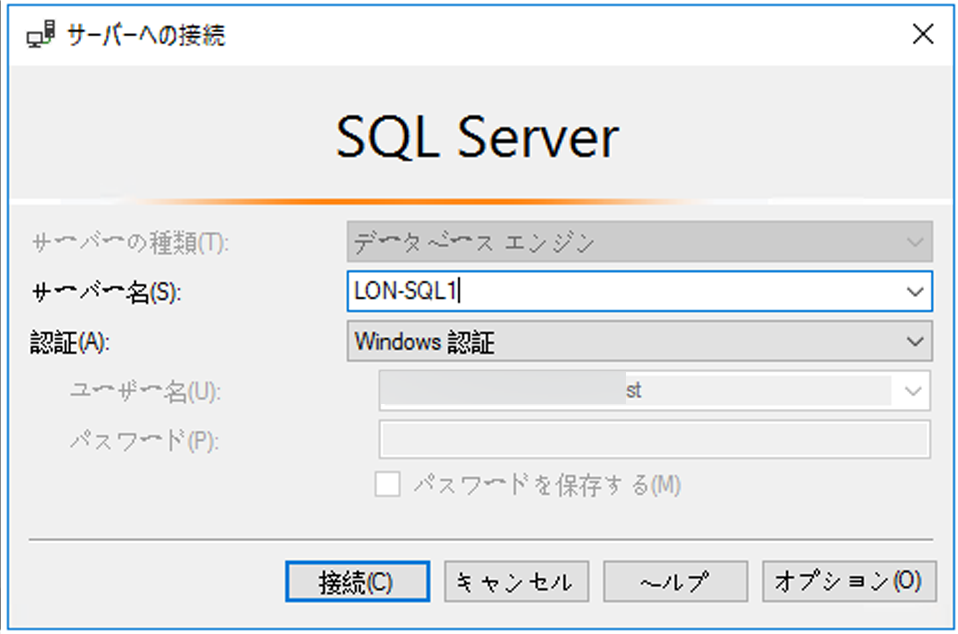 サーバーへの接続
SQL Server
サーバーの種類(T): データベース エンジン
サーバー名(S): LON-SQL1
認証(A): Windows 認証
ユーザー名(U): st
パスワード(P):
パスワードを保存する(M)
接続(C) キャンセル ヘルプ オプション(O)